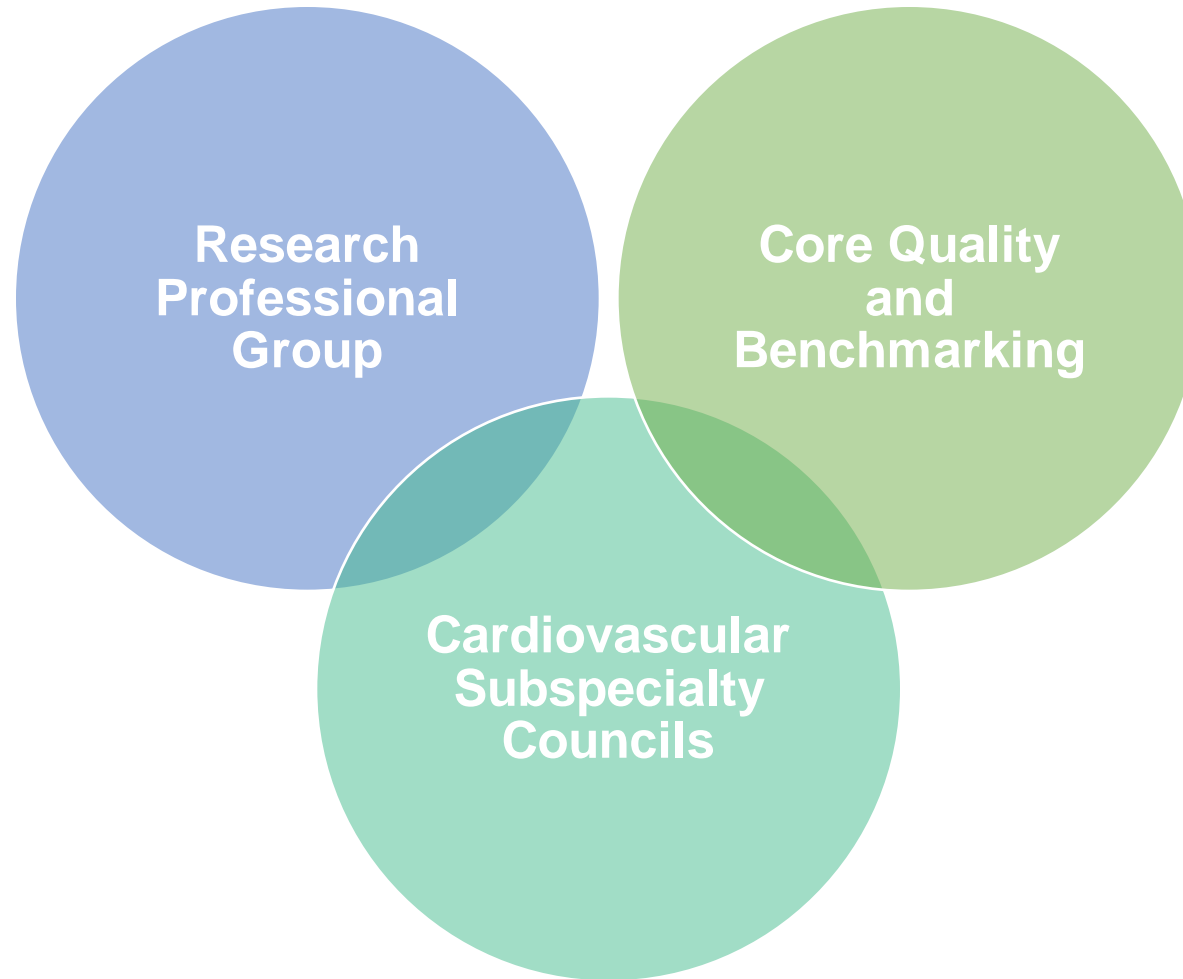 Research
Professional
Group
Core Quality
and
Benchmarking
Cardiovascular
Subspecialty
Councils